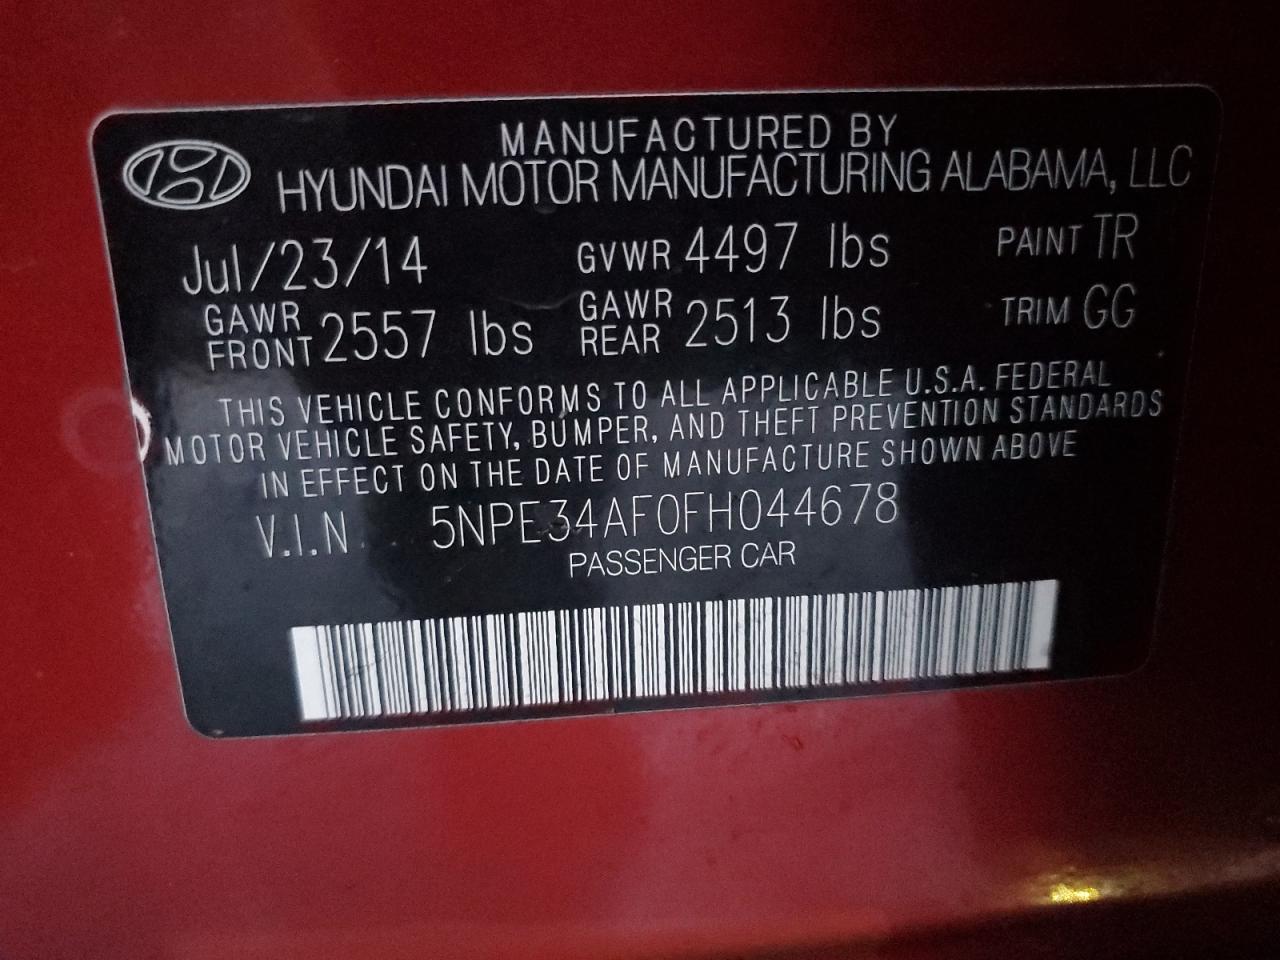 MANUFACTURED BY
HYUNDAI MOTOR MANUFACTURING ALABAMA, LLC
Jul/23/14 GVWR 4497 lbs PAINT TR
GAWR FRONT 2557 lbs GAWR REAR 2513 lbs TRIM GG
THIS VEHICLE CONFORMS TO ALL APPLICABLE U.S.A. FEDERAL
MOTOR VEHICLE SAFETY, BUMPER, AND THEFT PREVENTION STANDARDS
IN EFFECT ON THE DATE OF MANUFACTURE SHOWN ABOVE
V.I.N 5NPE34AF0FH044678
PASSENGER CAR